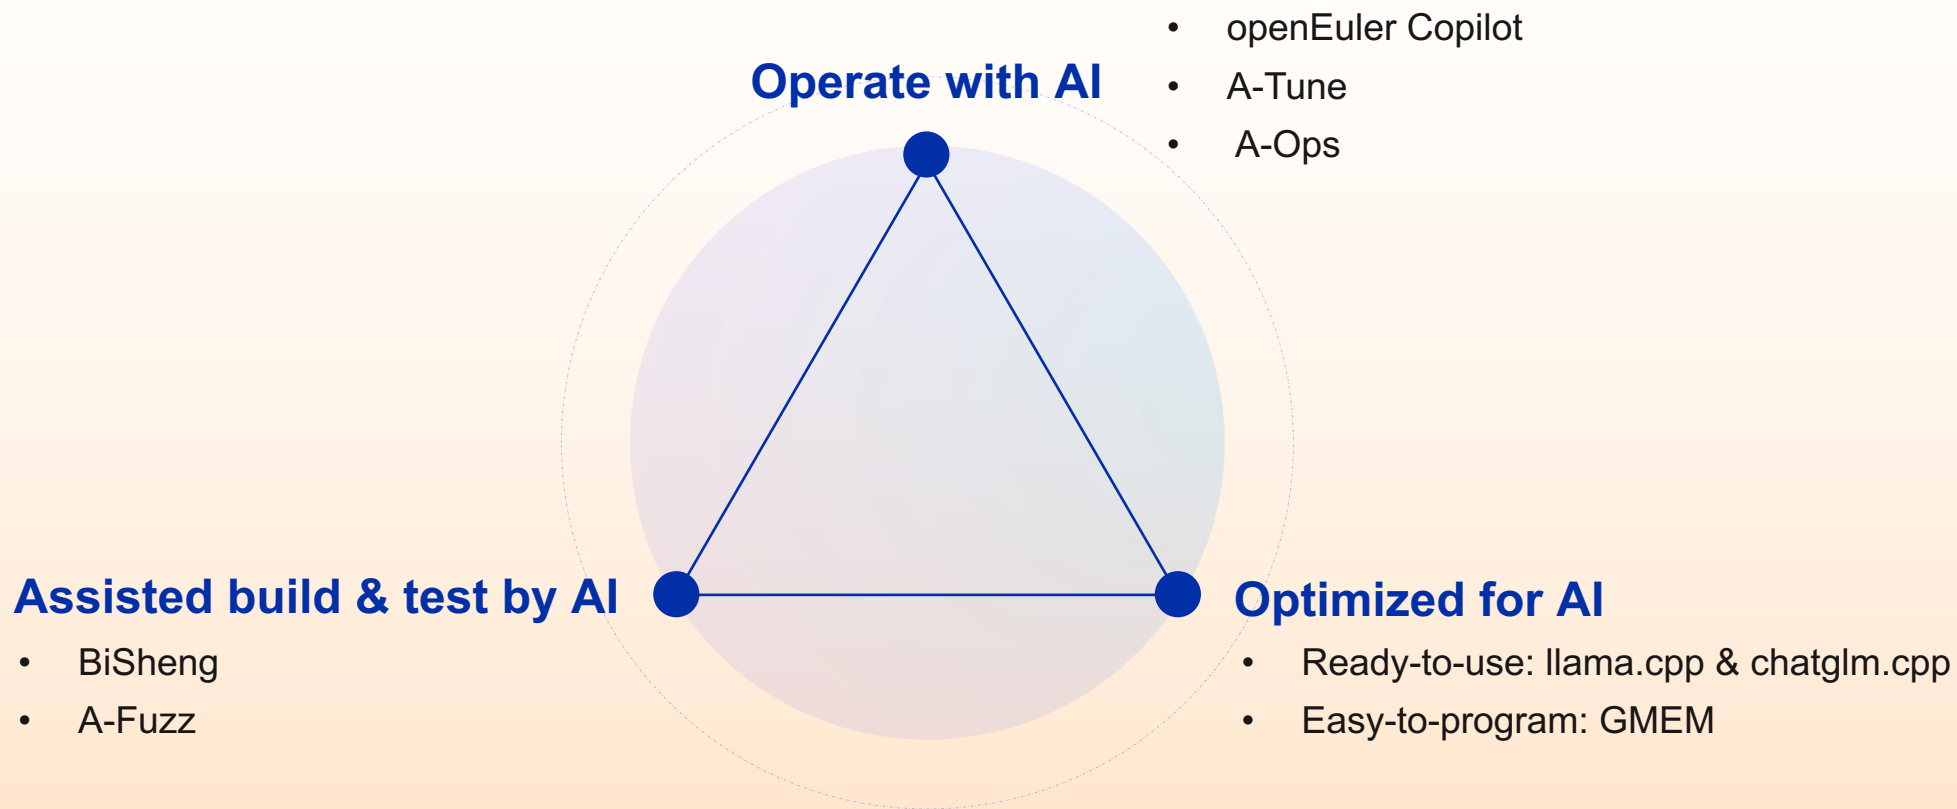 Operate with AI
• openEuler Copilot
• A-Tune
• A-Ops
Assisted build & test by AI
• BiSheng
• A-Fuzz
Optimized for AI
• Ready-to-use: llama.cpp & chatglm.cpp
• Easy-to-program: GMEM